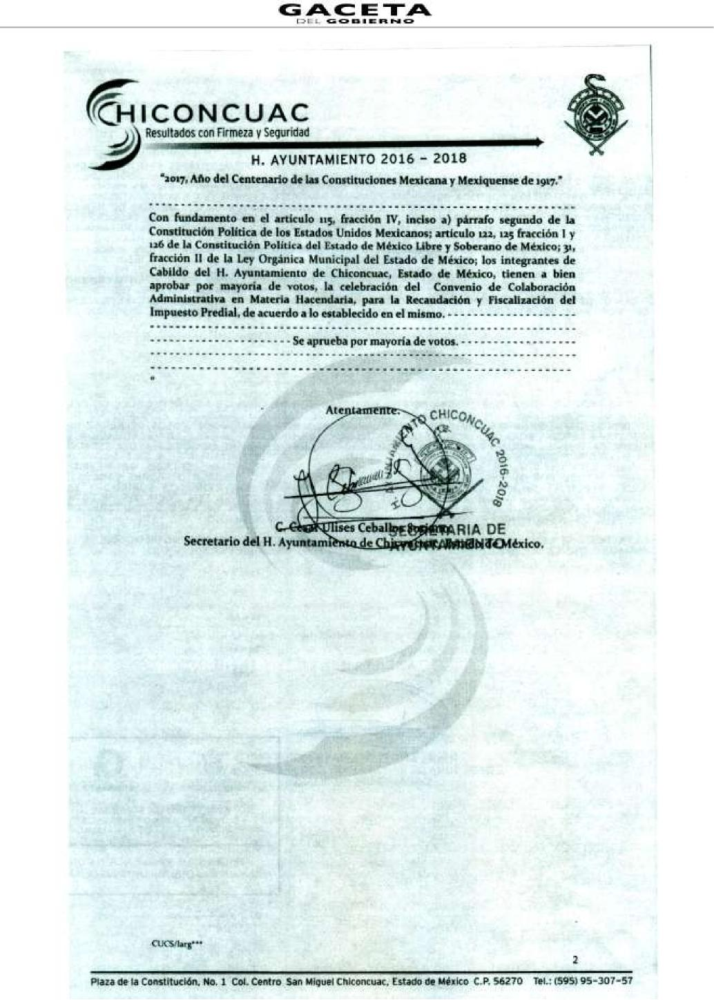 GACETA
DEL GOBIERNO
CHICONCUAC
Resultados con Firmeza y Seguridad
H. AYUNTAMIENTO 2016 – 2018
"2017, Año del Centenario de las Constituciones Mexicana y Mexiquense de 1917."
Con fundamento en el artículo 115, fracción IV, inciso a) párrafo segundo de la
Constitución Política de los Estados Unidos Mexicanos; artículo 122, 125 fracción I y
126 de la Constitución Política del Estado de México Libre y Soberano de México; 31,
fracción II de la Ley Orgánica Municipal del Estado de México; los integrantes de
Cabildo del H. Ayuntamiento de Chiconcuac, Estado de México, tienen a bien
aprobar por mayoría de votos, la celebración del Convenio de Colaboración
Administrativa en Materia Hacendaria, para la Recaudación y Fiscalización del
Impuesto Predial, de acuerdo a lo establecido en el mismo. - - - - - - - - - - - - - - - - - - -
- - - - - - - - - - - - - - - - - - - - - Se aprueba por mayoría de votos. - - - - - - - - - - - - - - - - -
Atentamente.
H. AYUNTAMIENTO CHICONCUAC 2016-2018
C. César Ulises Ceballos
SECRETARIA DE
Secretario del H. Ayuntamiento de Chiconcuac, Estado de México.
AYUNTAMIENTO
CUCS/larg***
2
Plaza de la Constitución, No. 1 Col. Centro San Miguel Chiconcuac, Estado de México C.P. 56270 Tel.: (595) 95-307-57